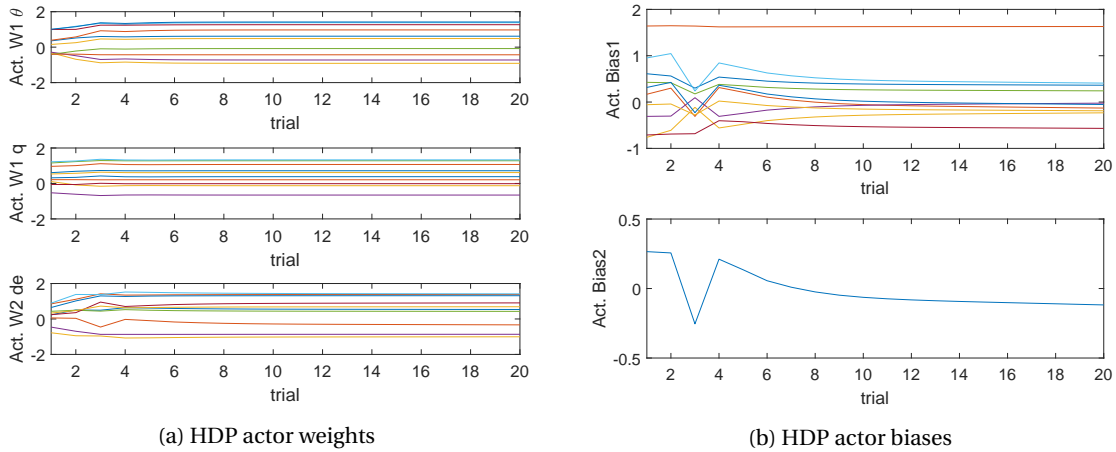 Act. W1 θ
2
0
-2
2 4 6 8 10 12 14 16 18 20
trial
Act. W1 q
2
0
-2
2 4 6 8 10 12 14 16 18 20
trial
Act. W2 de
2
0
-2
2 4 6 8 10 12 14 16 18 20
trial
(a) HDP actor weights
Act. Bias1
2
1
0
-1
2 4 6 8 10 12 14 16 18 20
trial
Act. Bias2
0.5
0
-0.5
2 4 6 8 10 12 14 16 18 20
trial
(b) HDP actor biases